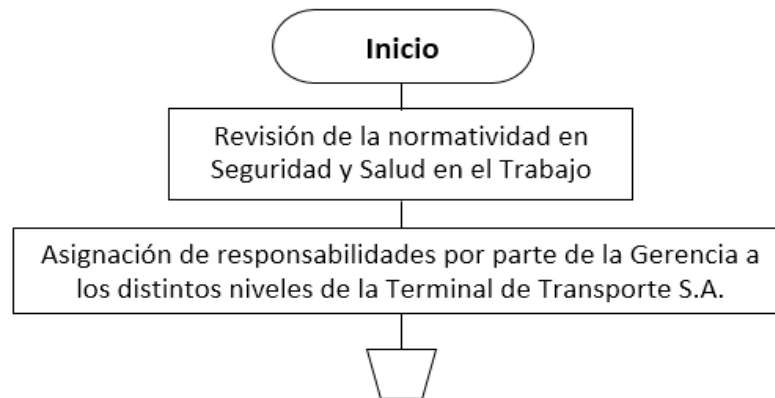 Inicio
Revisión de la normatividad en
Seguridad y Salud en el Trabajo
Asignación de responsabilidades por parte de la Gerencia a
los distintos niveles de la Terminal de Transporte S.A.